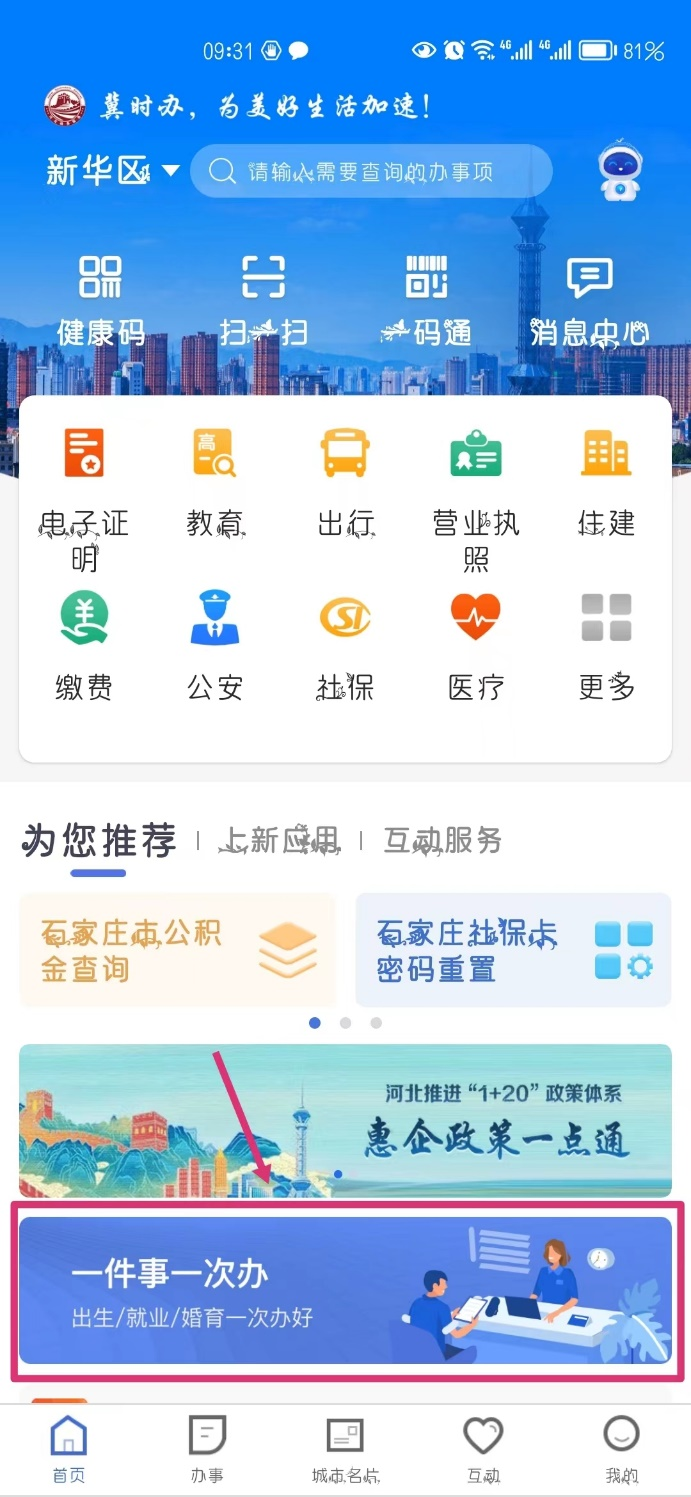 09:31 4G 4G 81%
冀时办，为美好生活加速！
新华区 请输入需要查询的办事项
健康码 扫一扫 一码通 消息中心
电子证明 教育 出行 营业执照 住建
缴费 公安 社保 医疗 更多
为您推荐 | 上新应用 | 互动服务
石家庄市公积金查询
石家庄社保卡密码重置
河北推进“1+20”政策体系
惠企政策一点通
一件事一次办
出生/就业/婚育一次办好
首页 办事 城市名片 互动 我的